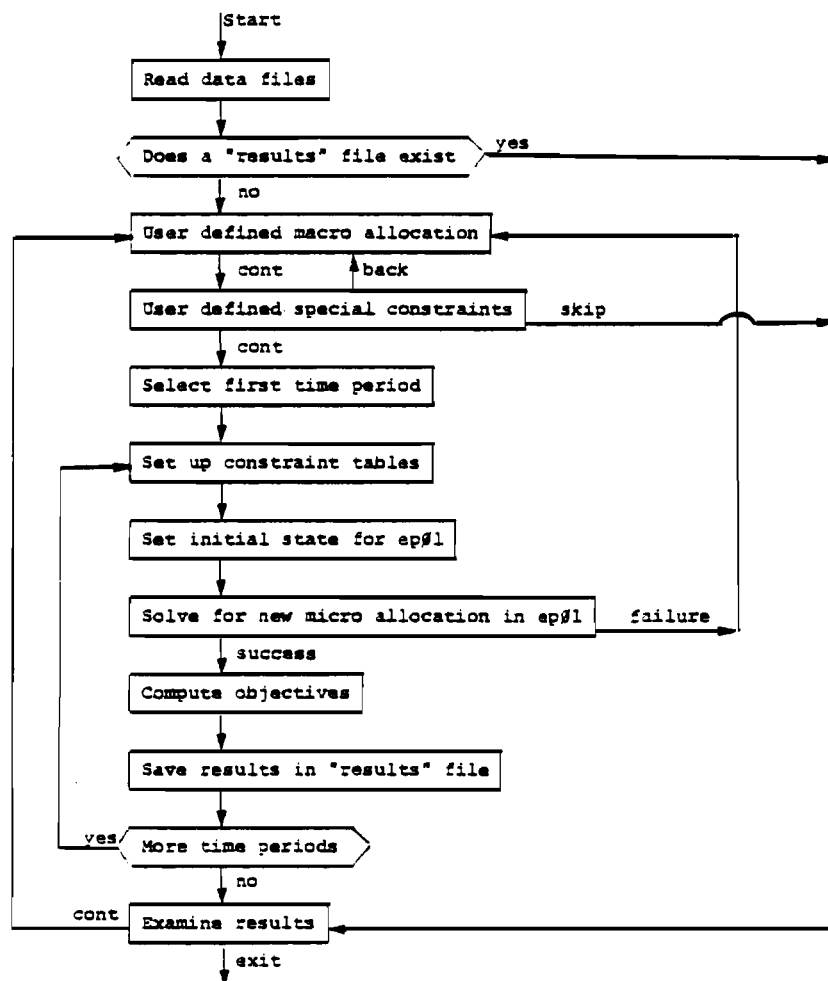 Start
Read data files
Does a "results" file exist
yes
no
User defined macro allocation
cont
back
User defined special constraints
skip
cont
Select first time period
Set up constraint tables
Set initial state for epØ1
Solve for new micro allocation in epØ1
failure
success
Compute objectives
Save results in "results" file
yes
More time periods
no
cont
Examine results
exit